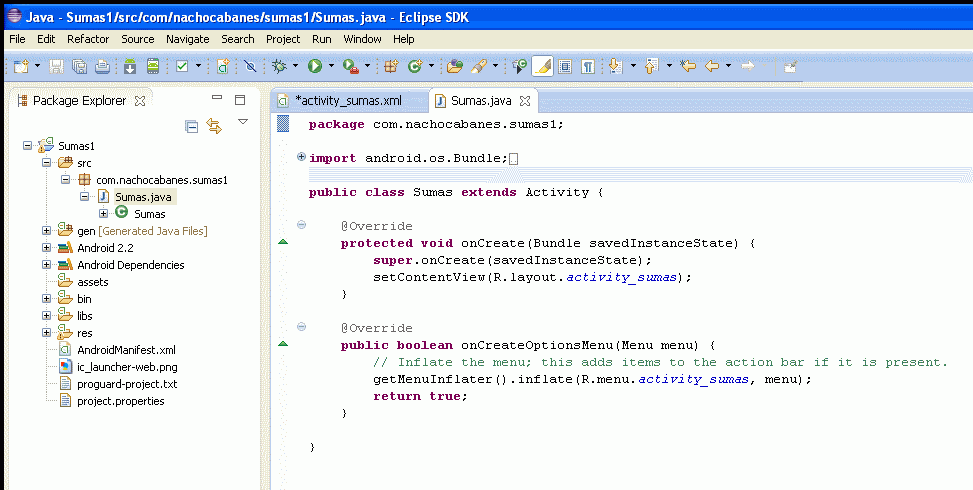 Java - Sumas1/src/com/nachocabanes/sumas1/Sumas.java - Eclipse SDK
File Edit Refactor Source Navigate Search Project Run Window Help
Package Explorer
*activity_sumas.xml
Sumas.java
Sumas1
src
com.nachocabanes.sumas1
Sumas.java
Sumas
gen [Generated Java Files]
Android 2.2
Android Dependencies
assets
bin
libs
res
AndroidManifest.xml
ic_launcher-web.png
proguard-project.txt
project.properties
package com.nachocabanes.sumas1;
import android.os.Bundle;
public class Sumas extends Activity {
@Override
protected void onCreate(Bundle savedInstanceState) {
super.onCreate(savedInstanceState);
setContentView(R.layout.activity_sumas);
}
@Override
public boolean onCreateOptionsMenu(Menu menu) {
// Inflate the menu; this adds items to the action bar if it is present.
getMenuInflater().inflate(R.menu.activity_sumas, menu);
return true;
}
}